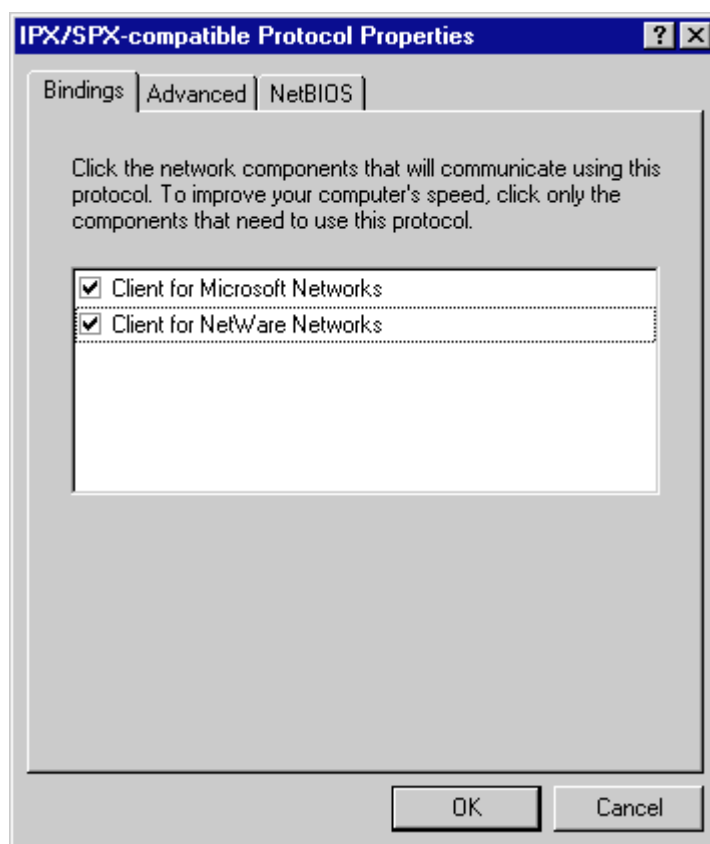 IPX/SPX-compatible Protocol Properties
Bindings
Advanced
NetBIOS
Click the network components that will communicate using this
protocol. To improve your computer's speed, click only the
components that need to use this protocol.
Client for Microsoft Networks
Client for NetWare Networks
OK
Cancel